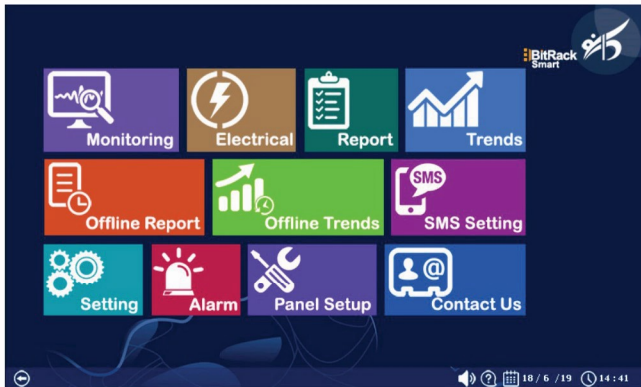 BitRack
Smart
کانو
Monitoring
Electrical
Report
Trends
Offline Report
Offline Trends
SMS
SMS Setting
Setting
Alarm
Panel Setup
@
Contact Us
18 / 6 / 19
14 : 41